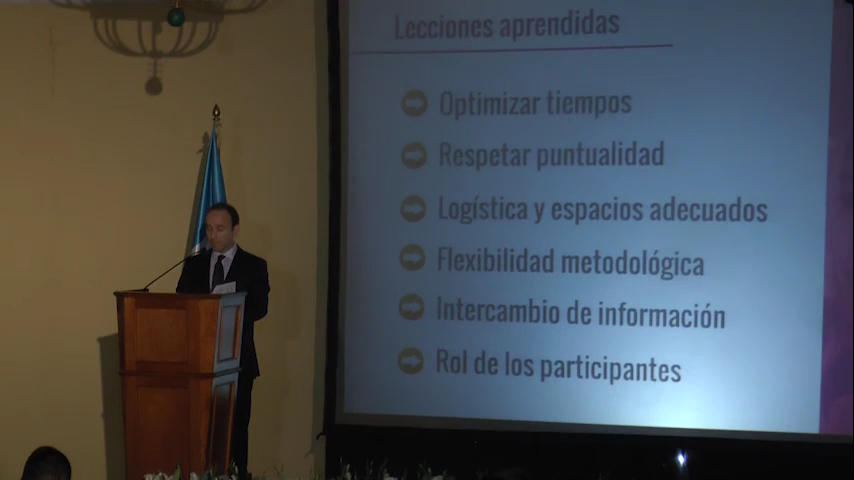 Lecciones aprendidas
Optimizar tiempos
Respetar puntualidad
Logística y espacios adecuados
Flexibilidad metodológica
Intercambio de información
Rol de los participantes